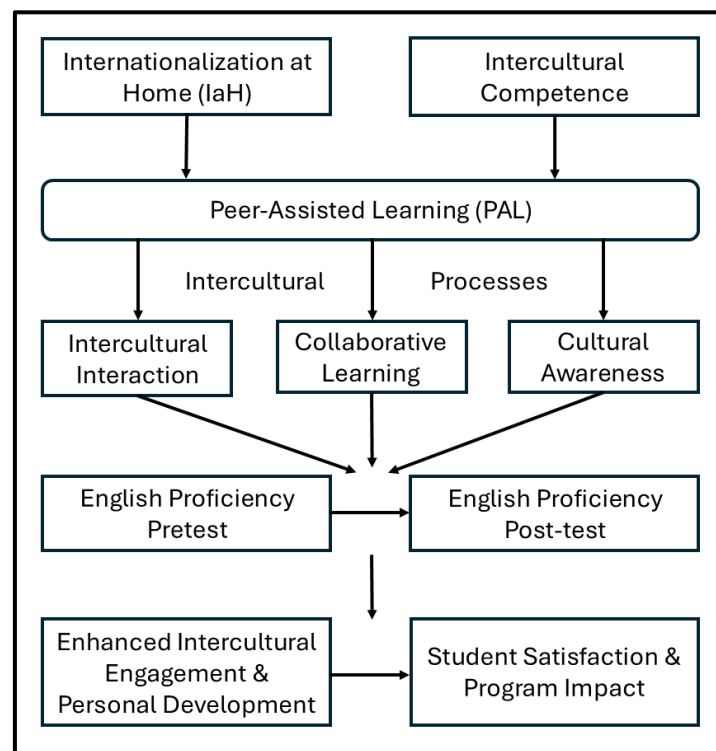 Internationalization at
Home (IaH)
Intercultural
Competence
Peer-Assisted Learning (PAL)
Intercultural
Processes
Intercultural
Interaction
Collaborative
Learning
Cultural
Awareness
English Proficiency
Pretest
English Proficiency
Post-test
Enhanced Intercultural
Engagement &
Personal Development
Student Satisfaction &
Program Impact